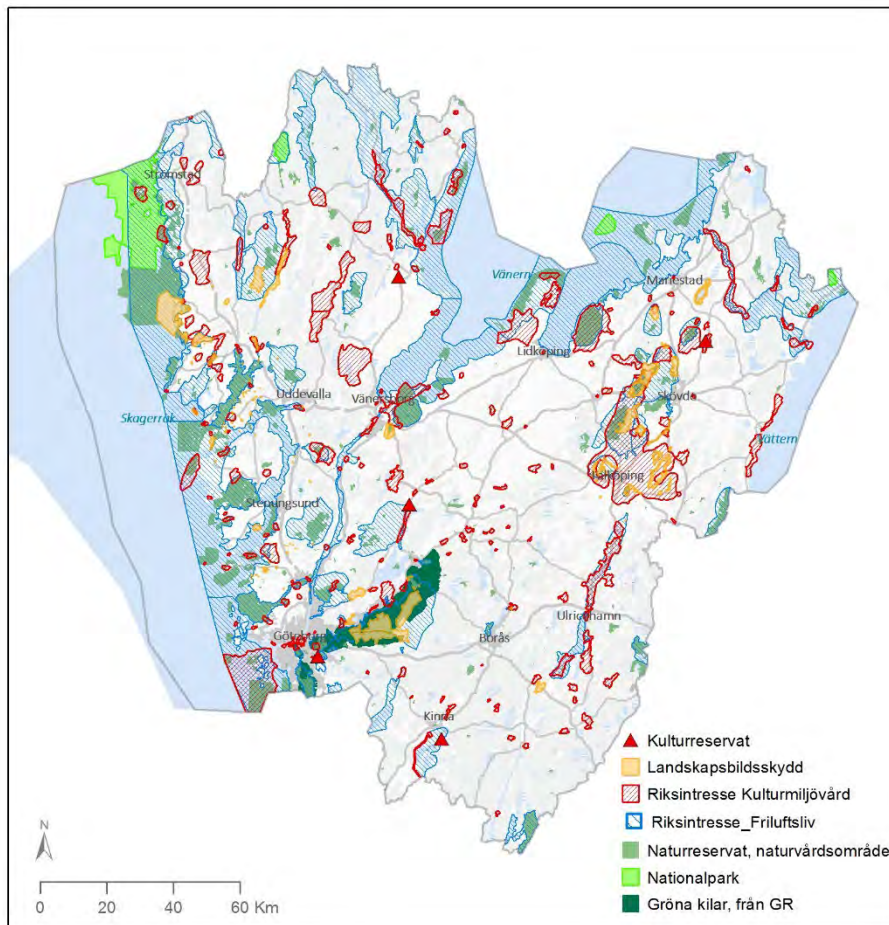 Strömstad
Vänern
Mariestad
Lidköping
Uddevalla
Vänersborg
Skövde
Skagerrak
Vättern
Falköping
Stenungsund
Ulricehamn
Göteborg
Borås
Kinna
Kulturreservat
Landskapsbildsskydd
Riksintresse Kulturmiljövård
Riksintresse_Friluftsliv
Naturreservat, naturvårdsområde
Nationalpark
Gröna kilar, från GR
N
0 20 40 60 Km